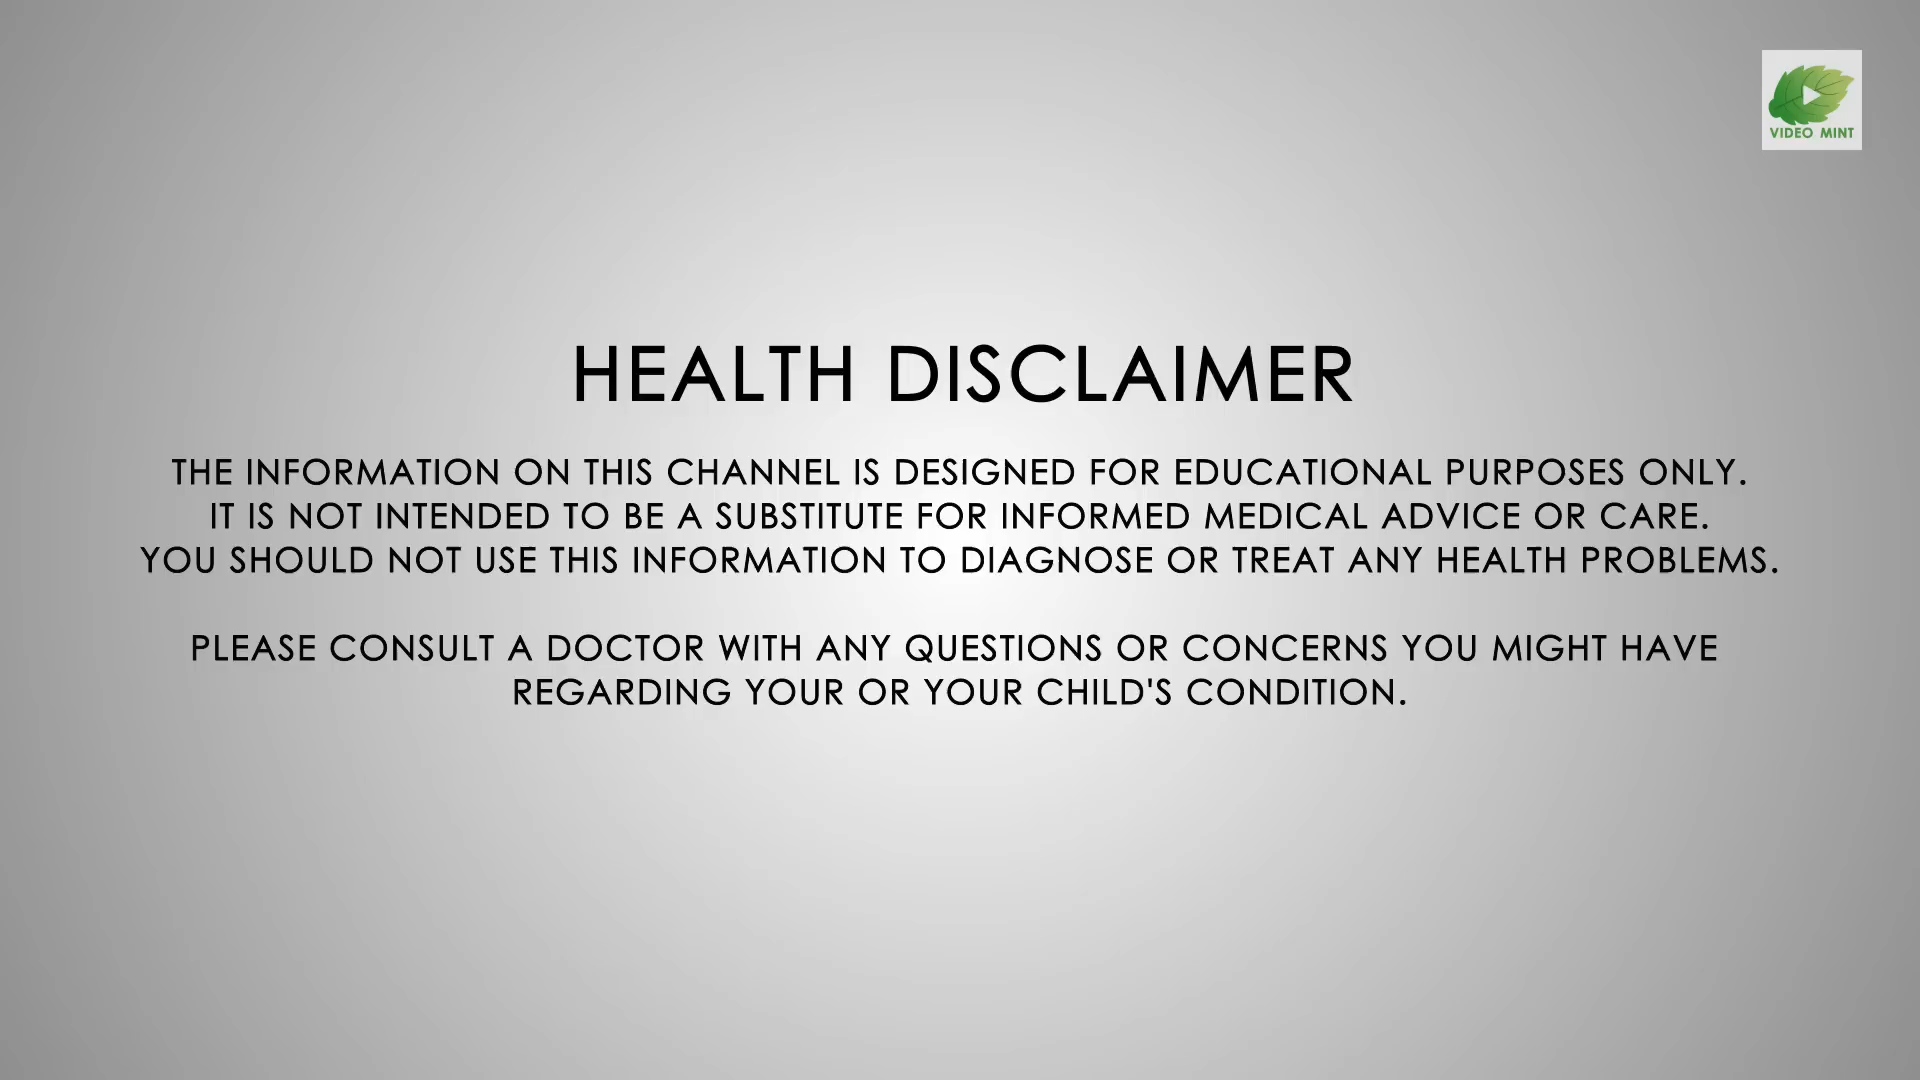 VIDEO MINT
HEALTH DISCLAIMER
THE INFORMATION ON THIS CHANNEL IS DESIGNED FOR EDUCATIONAL PURPOSES ONLY.
IT IS NOT INTENDED TO BE A SUBSTITUTE FOR INFORMED MEDICAL ADVICE OR CARE.
YOU SHOULD NOT USE THIS INFORMATION TO DIAGNOSE OR TREAT ANY HEALTH PROBLEMS.
PLEASE CONSULT A DOCTOR WITH ANY QUESTIONS OR CONCERNS YOU MIGHT HAVE
REGARDING YOUR OR YOUR CHILD'S CONDITION.